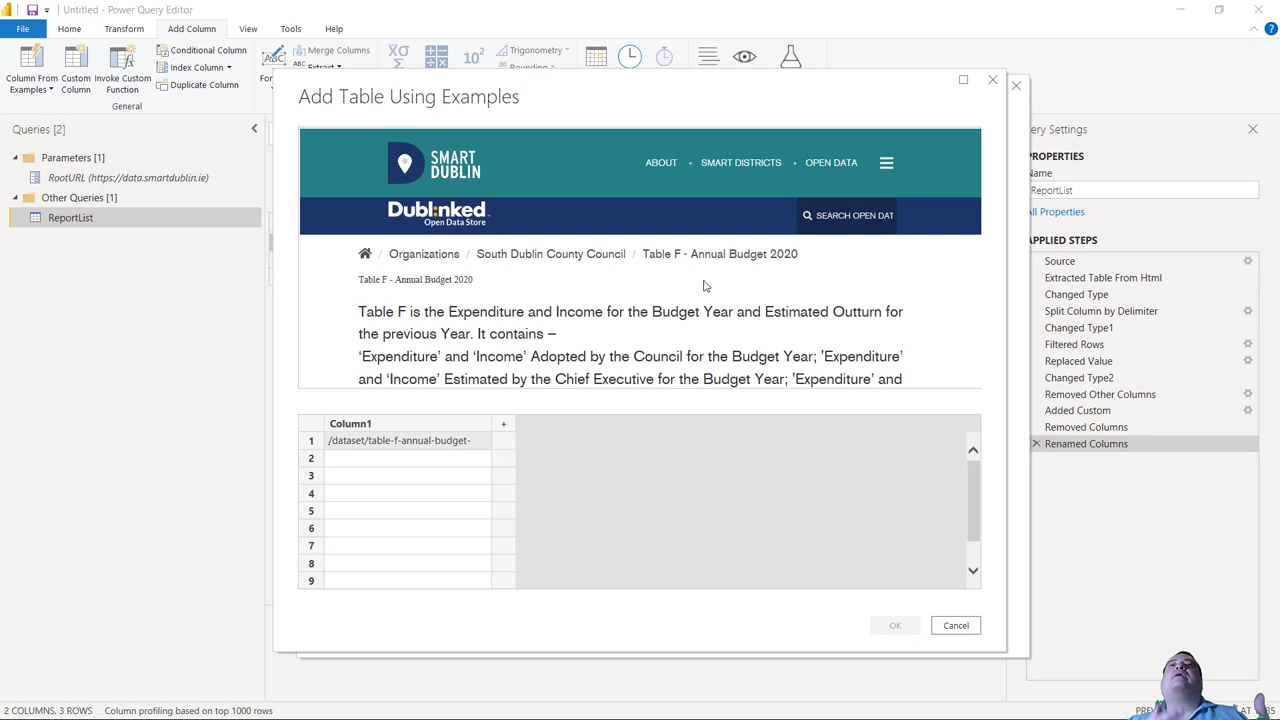 Untitled - Power Query Editor
File Home Transform Add Column View Tools Help
Column From Examples
Custom Column
Invoke Custom Function
Conditional Column
Index Column
Duplicate Column
General
ABC
Merge Columns
ABC Extract
Χσ
Σ
10²
Trigonometry
Rounding
Queries [2]
Parameters [1]
RootURL (https://data.smartdublin.ie)
Other Queries [1]
ReportList
Add Table Using Examples
SMART DUBLIN
ABOUT • SMART DISTRICTS • OPEN DATA
Dublinked
Open Data Store
SEARCH OPEN DAT
/ Organizations / South Dublin County Council / Table F - Annual Budget 2020
Table F - Annual Budget 2020
Table F is the Expenditure and Income for the Budget Year and Estimated Outturn for
the previous Year. It contains –
‘Expenditure’ and ‘Income’ Adopted by the Council for the Budget Year; 'Expenditure’
and ‘Income’ Estimated by the Chief Executive for the Budget Year; 'Expenditure’ and
Column1 +
1 /dataset/table-f-annual-budget-
2
3
4
5
6
7
8
9
OK Cancel
ery Settings
PROPERTIES
Name
ReportList
All Properties
APPLIED STEPS
Source
Extracted Table From Html
Changed Type
Split Column by Delimiter
Changed Type1
Filtered Rows
Replaced Value
Changed Type2
Removed Other Columns
Added Custom
Removed Columns
Renamed Columns
2 COLUMNS, 3 ROWS Column profiling based on top 1000 rows